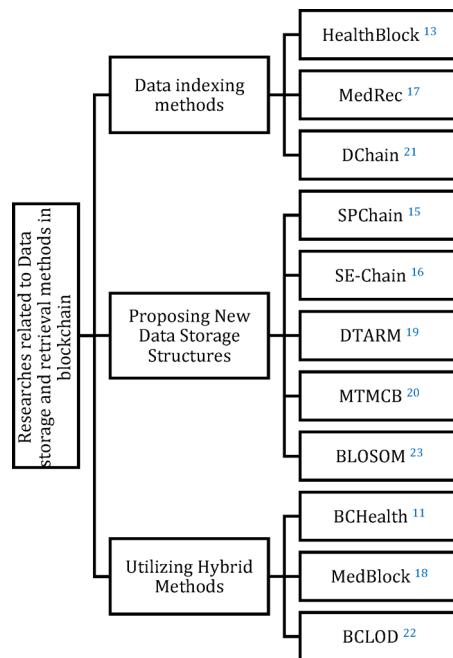 Researches related to Data
storage and retrieval methods in
blockchain
Data indexing
methods
HealthBlock 13
MedRec 17
DChain 21
Proposing New
Data Storage
Structures
SPChain 15
SE-Chain 16
DTARM 19
MTMCB 20
BLOSOM 23
Utilizing Hybrid
Methods
BCHealth 11
MedBlock 18
BCLOD 22